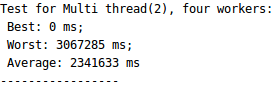 Test for Multi thread(2), four workers:
 Best: 0 ms;
 Worst: 3067285 ms;
 Average: 2341633 ms
-----------------